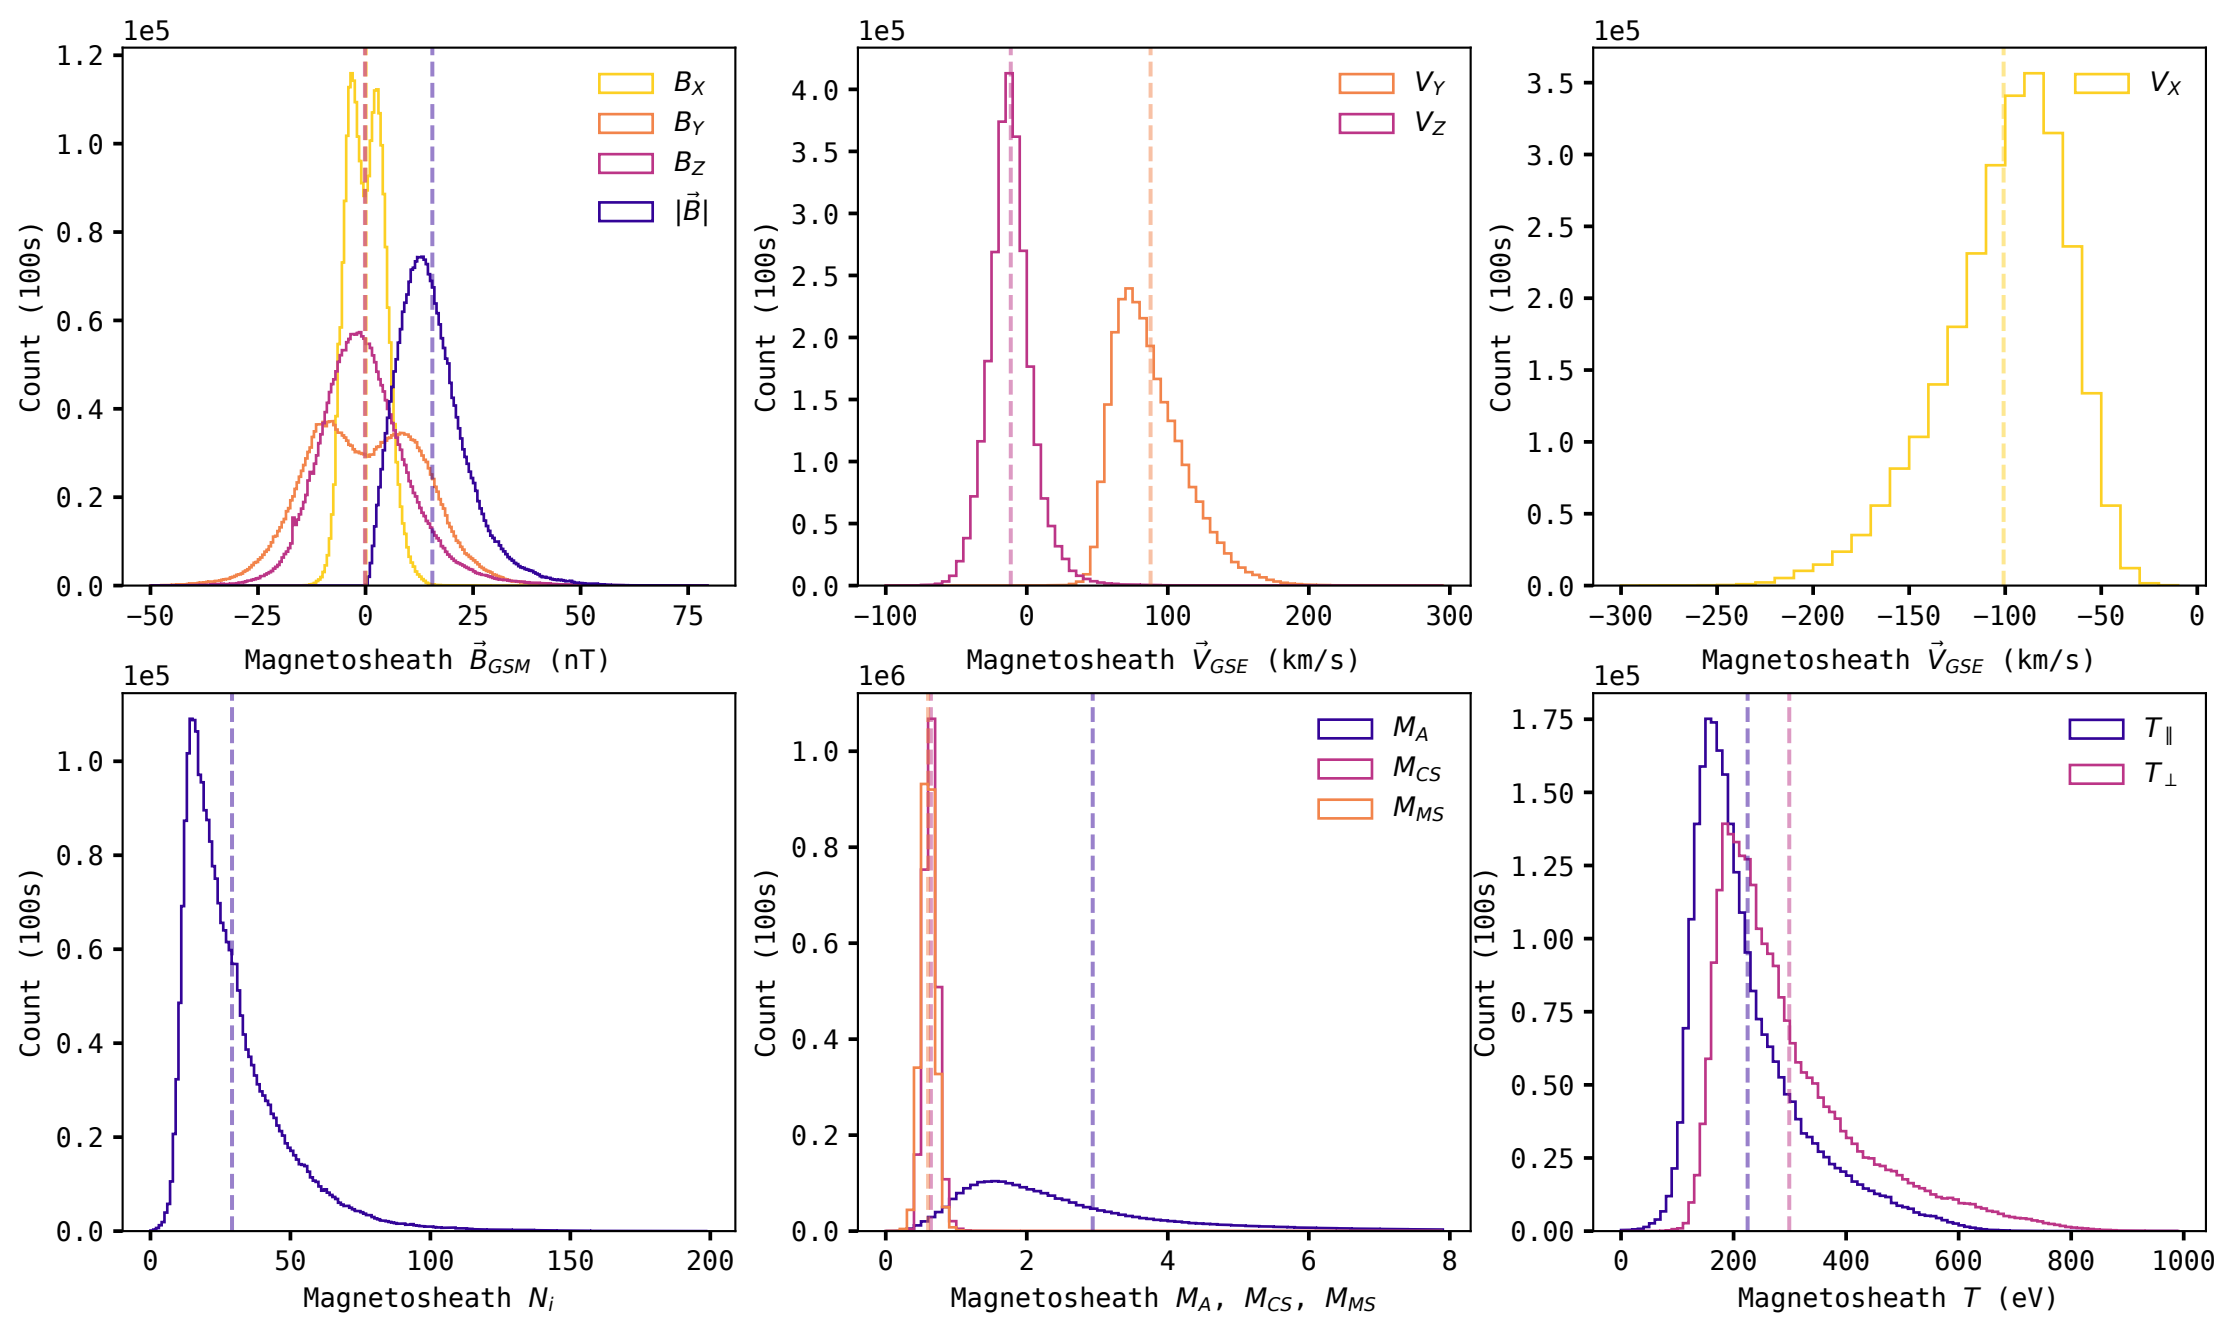 1e5
1.2
1.0
0.8
0.6
0.4
0.2
0.0
Count (100s)
B_X
B_Y
B_Z
|B⃗|
−50 −25 0 25 50 75
Magnetosheath B⃗_GSM (nT)
1e5
4.0
3.5
3.0
2.5
2.0
1.5
1.0
0.5
0.0
Count (100s)
V_Y
V_Z
−100 0 100 200 300
Magnetosheath V⃗_GSE (km/s)
1e5
3.5
3.0
2.5
2.0
1.5
1.0
0.5
0.0
Count (100s)
V_X
−300 −250 −200 −150 −100 −50 0
Magnetosheath V⃗_GSE (km/s)
1e5
1.0
0.8
0.6
0.4
0.2
0.0
Count (100s)
0 50 100 150 200
Magnetosheath N_i
1e6
1.0
0.8
0.6
0.4
0.2
0.0
Count (100s)
M_A
M_CS
M_MS
0 2 4 6 8
Magnetosheath M_A, M_CS, M_MS
1e5
1.75
1.50
1.25
1.00
0.75
0.50
0.25
0.00
Count (100s)
T_∥
T_⊥
0 200 400 600 800 1000
Magnetosheath T (eV)